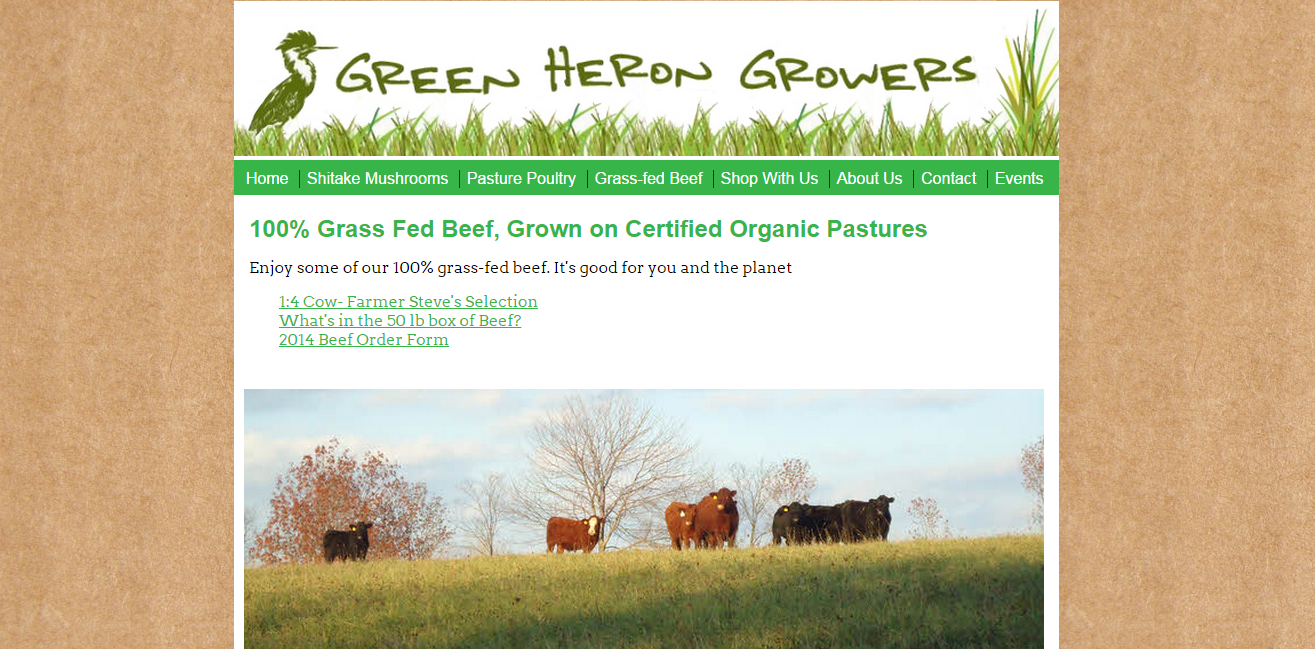 GREEN HERON GROWERS
Home Shitake Mushrooms Pasture Poultry Grass-fed Beef Shop With Us About Us Contact Events
100% Grass Fed Beef, Grown on Certified Organic Pastures
Enjoy some of our 100% grass-fed beef. It's good for you and the planet
1:4 Cow- Farmer Steve's Selection
What's in the 50 lb box of Beef?
2014 Beef Order Form